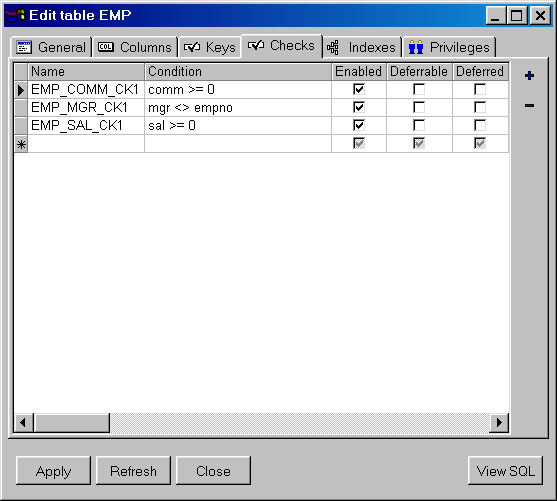 Edit table EMP
General Columns Keys Checks Indexes Privileges
Name Condition Enabled Deferrable Deferred
EMP_COMM_CK1 comm >= 0
EMP_MGR_CK1 mgr <> empno
EMP_SAL_CK1 sal >= 0
Apply Refresh Close View SQL